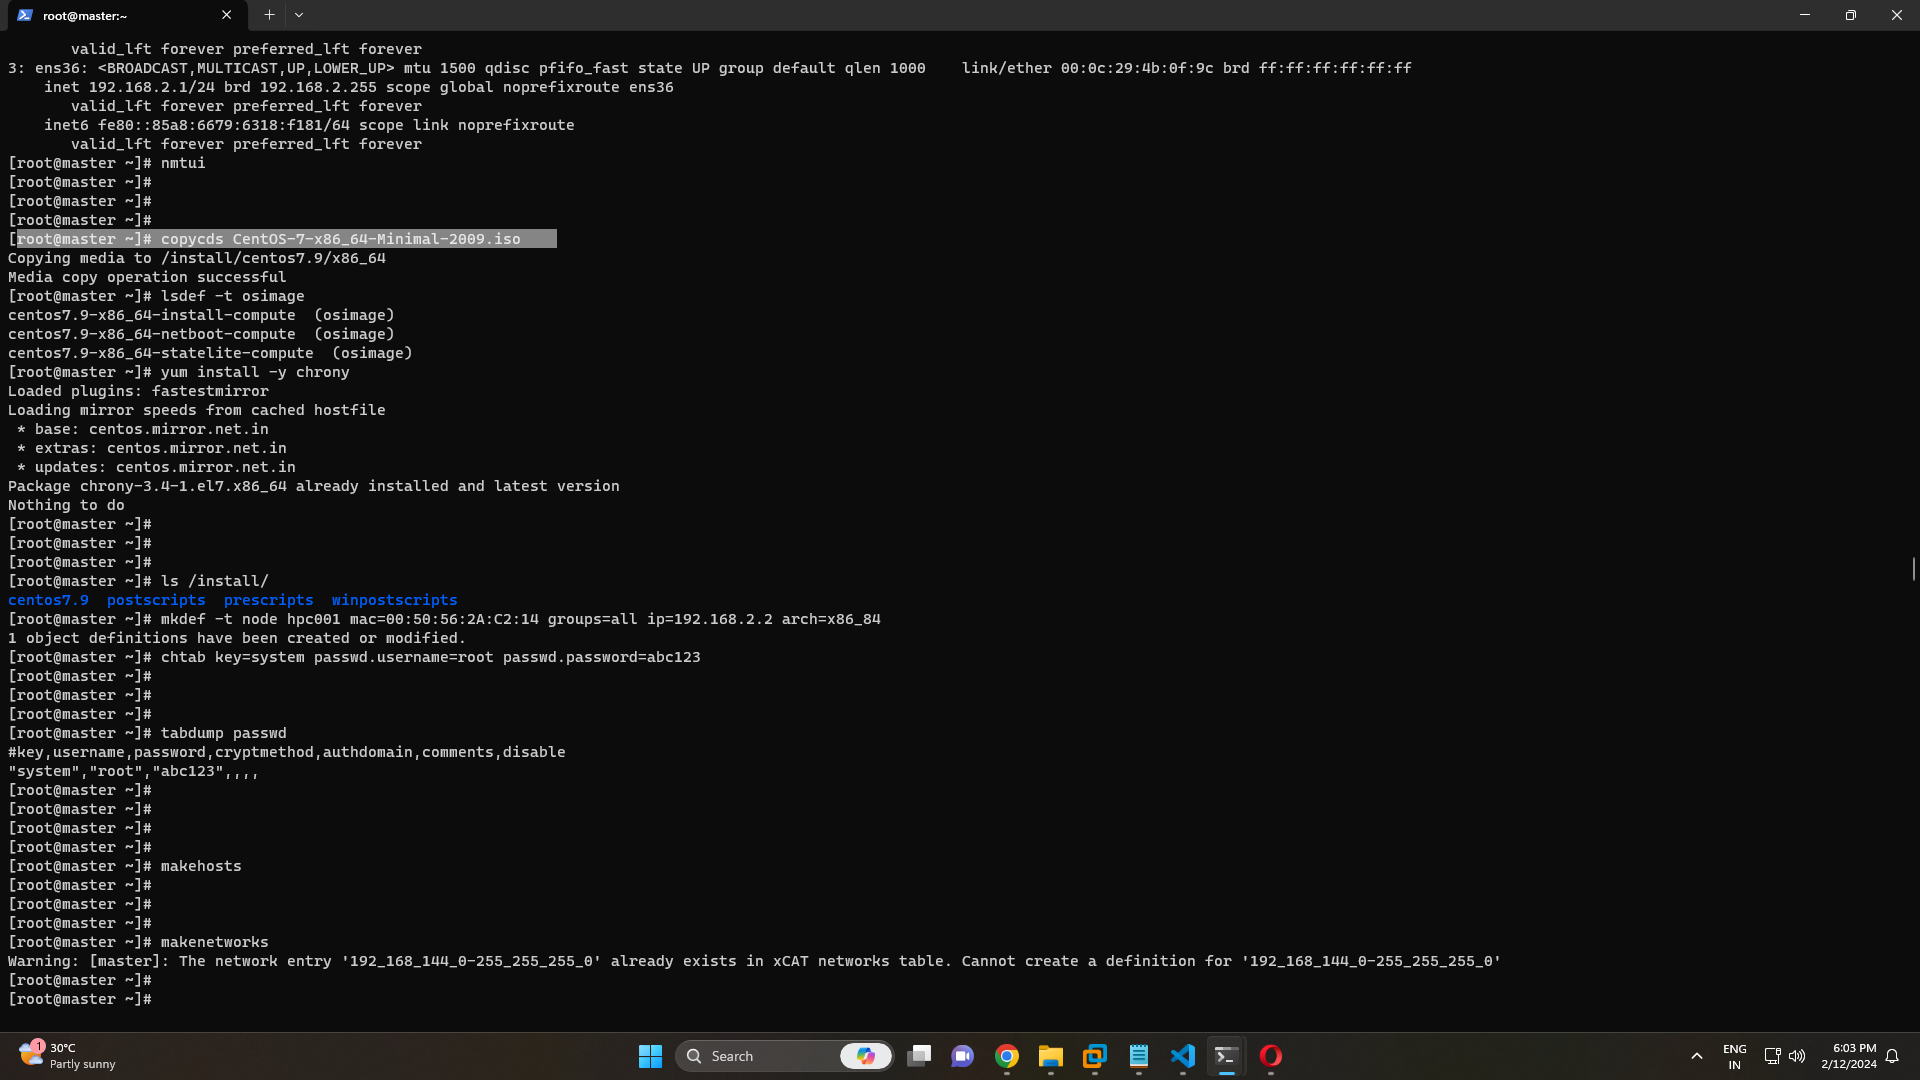 root@master:~
valid_lft forever preferred_lft forever
3: ens36: <BROADCAST,MULTICAST,UP,LOWER_UP> mtu 1500 qdisc pfifo_fast state UP group default qlen 1000    link/ether 00:0c:29:4b:0f:9c brd ff:ff:ff:ff:ff:ff
inet 192.168.2.1/24 brd 192.168.2.255 scope global noprefixroute ens36
valid_lft forever preferred_lft forever
inet6 fe80::85a8:6679:6318:f181/64 scope link noprefixroute
valid_lft forever preferred_lft forever
[root@master ~]# nmtui
[root@master ~]#
[root@master ~]#
[root@master ~]#
[root@master ~]# copycds CentOS-7-x86_64-Minimal-2009.iso
Copying media to /install/centos7.9/x86_64
Media copy operation successful
[root@master ~]# lsdef -t osimage
centos7.9-x86_64-install-compute  (osimage)
centos7.9-x86_64-netboot-compute  (osimage)
centos7.9-x86_64-statelite-compute  (osimage)
[root@master ~]# yum install -y chrony
Loaded plugins: fastestmirror
Loading mirror speeds from cached hostfile
* base: centos.mirror.net.in
* extras: centos.mirror.net.in
* updates: centos.mirror.net.in
Package chrony-3.4-1.el7.x86_64 already installed and latest version
Nothing to do
[root@master ~]#
[root@master ~]#
[root@master ~]#
[root@master ~]# ls /install/
centos7.9  postscripts  prescripts  winpostscripts
[root@master ~]# mkdef -t node hpc001 mac=00:50:56:2A:C2:14 groups=all ip=192.168.2.2 arch=x86_84
1 object definitions have been created or modified.
[root@master ~]# chtab key=system passwd.username=root passwd.password=abc123
[root@master ~]#
[root@master ~]#
[root@master ~]#
[root@master ~]# tabdump passwd
#key,username,password,cryptmethod,authdomain,comments,disable
"system","root","abc123",,,,
[root@master ~]#
[root@master ~]#
[root@master ~]#
[root@master ~]#
[root@master ~]# makehosts
[root@master ~]#
[root@master ~]#
[root@master ~]#
[root@master ~]# makenetworks
Warning: [master]: The network entry '192_168_144_0-255_255_255_0' already exists in xCAT networks table. Cannot create a definition for '192_168_144_0-255_255_255_0'
[root@master ~]#
[root@master ~]#
1
30°C
Partly sunny
Search
ENG
IN
6:03 PM
2/12/2024